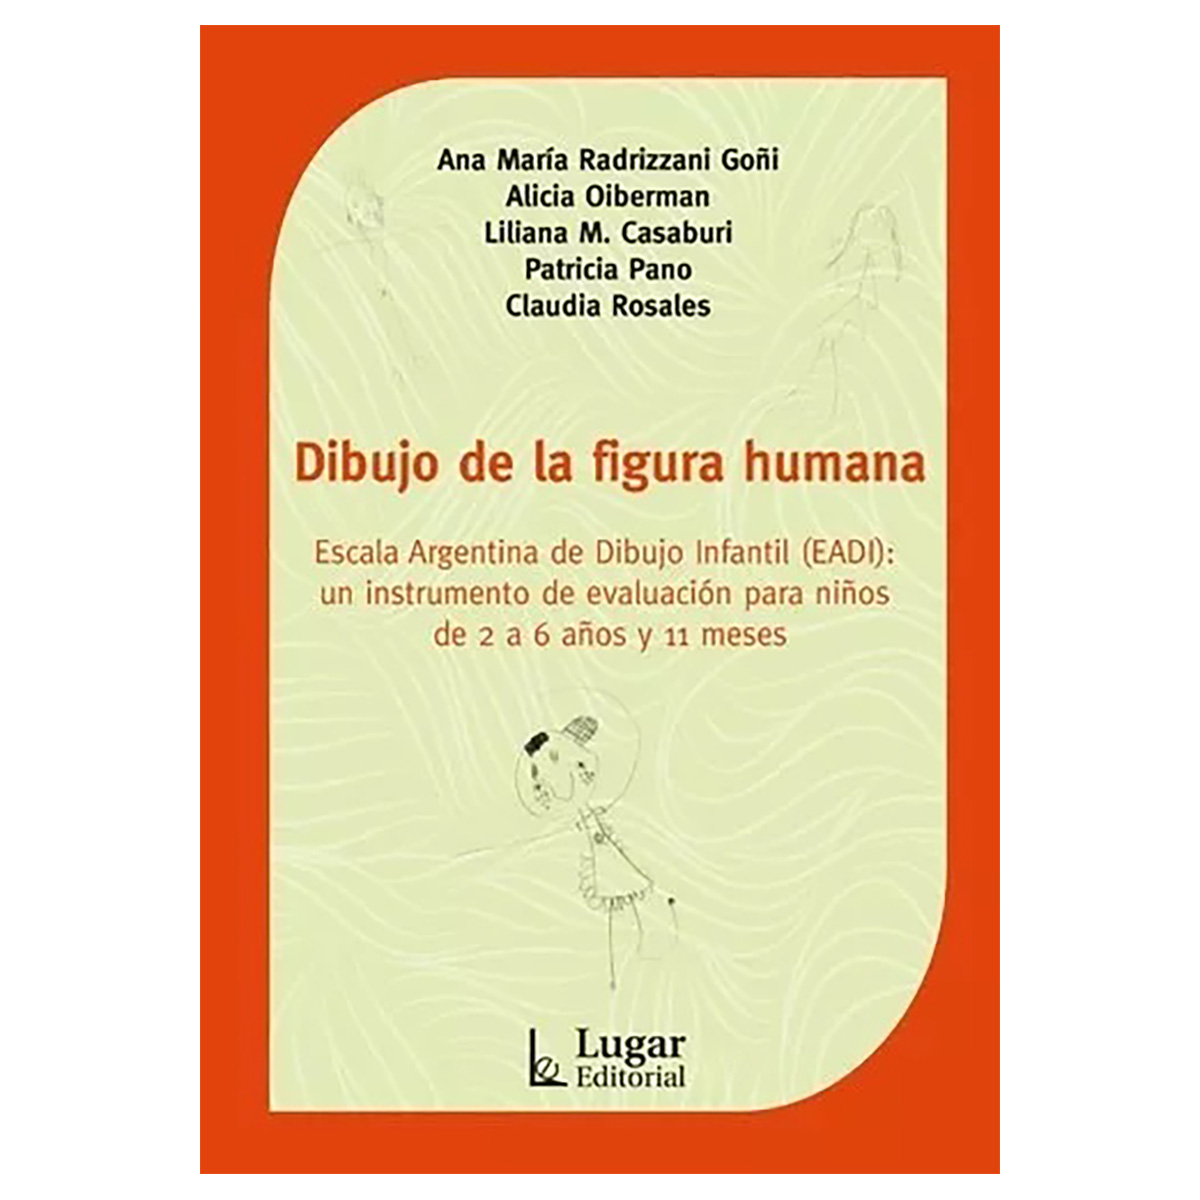 Ana María Radrizzani Goñi
Alicia Oiberman
Liliana M. Casaburi
Patricia Pano
Claudia Rosales
Dibujo de la figura humana
Escala Argentina de Dibujo Infantil (EADI):
un instrumento de evaluación para niños
de 2 a 6 años y 11 meses
Le
Lugar
Editorial